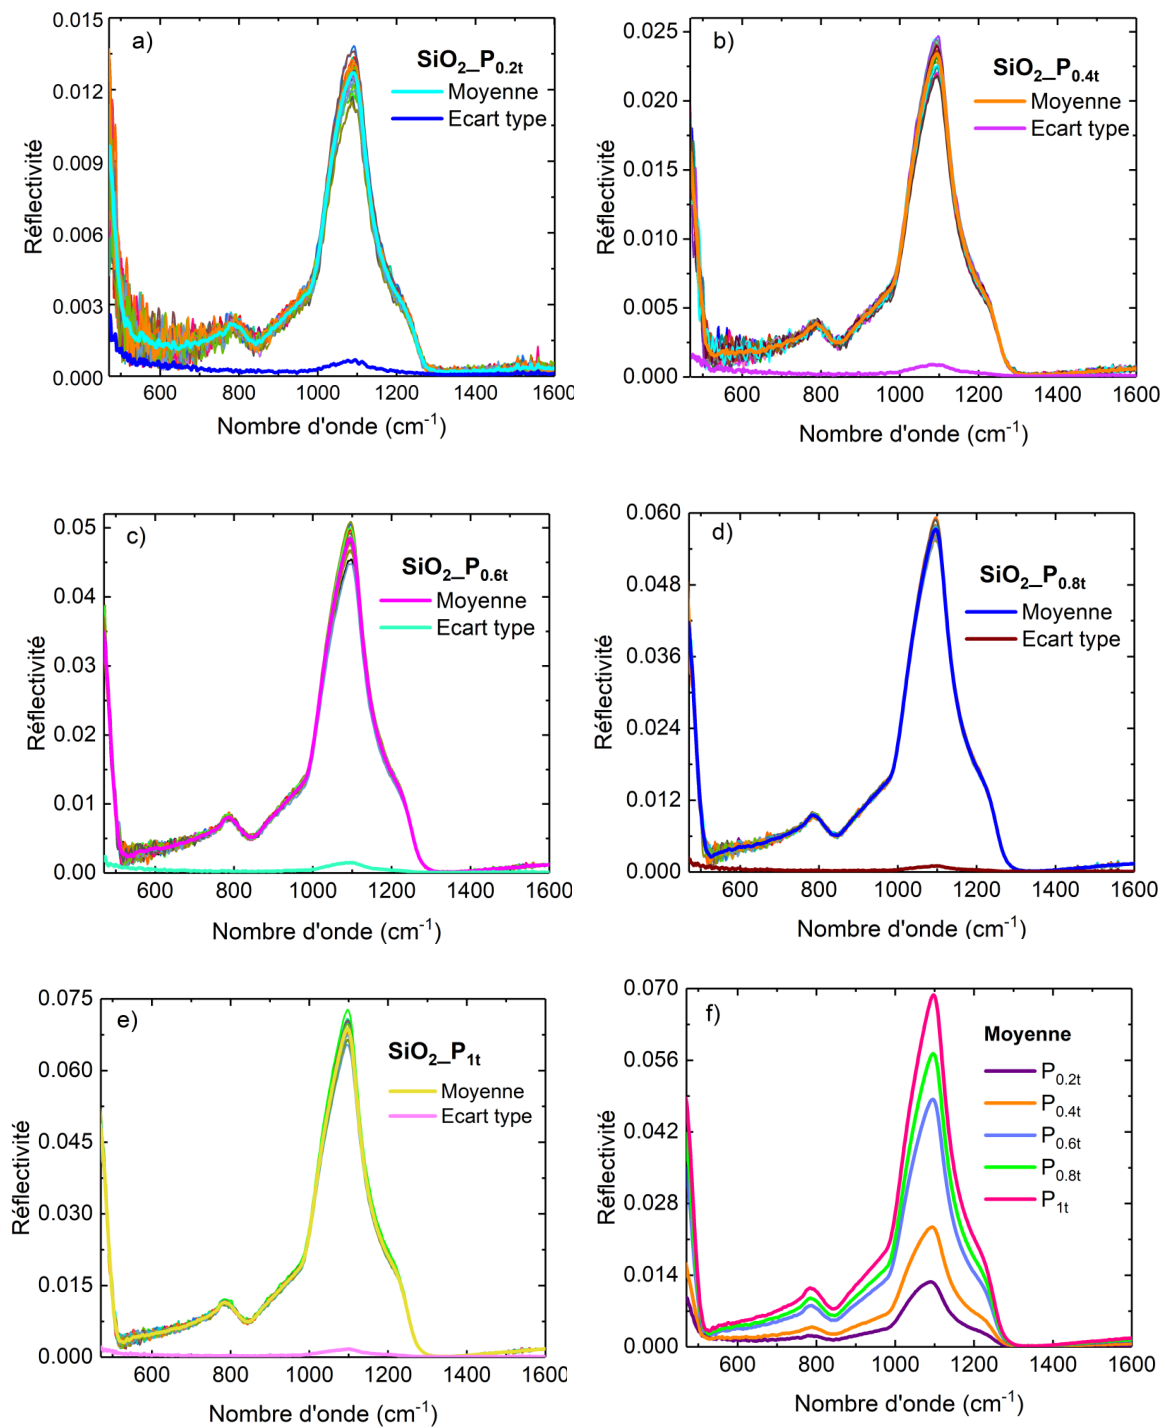 a)
SiO2_P0.2t
Moyenne
Ecart type
Réflectivité
0.015
0.012
0.009
0.006
0.003
0.000
600 800 1000 1200 1400 1600
Nombre d'onde (cm-1)
b)
SiO2_P0.4t
Moyenne
Ecart type
Réflectivité
0.025
0.020
0.015
0.010
0.005
0.000
600 800 1000 1200 1400 1600
Nombre d'onde (cm-1)
c)
SiO2_P0.6t
Moyenne
Ecart type
Réflectivité
0.05
0.04
0.03
0.02
0.01
0.00
600 800 1000 1200 1400 1600
Nombre d'onde (cm-1)
d)
SiO2_P0.8t
Moyenne
Ecart type
Réflectivité
0.060
0.048
0.036
0.024
0.012
0.000
600 800 1000 1200 1400 1600
Nombre d'onde (cm-1)
e)
SiO2_P1t
Moyenne
Ecart type
Réflectivité
0.075
0.060
0.045
0.030
0.015
0.000
600 800 1000 1200 1400 1600
Nombre d'onde (cm-1)
f)
Moyenne
P0.2t
P0.4t
P0.6t
P0.8t
P1t
Réflectivité
0.070
0.056
0.042
0.028
0.014
0.000
600 800 1000 1200 1400 1600
Nombre d'onde (cm-1)